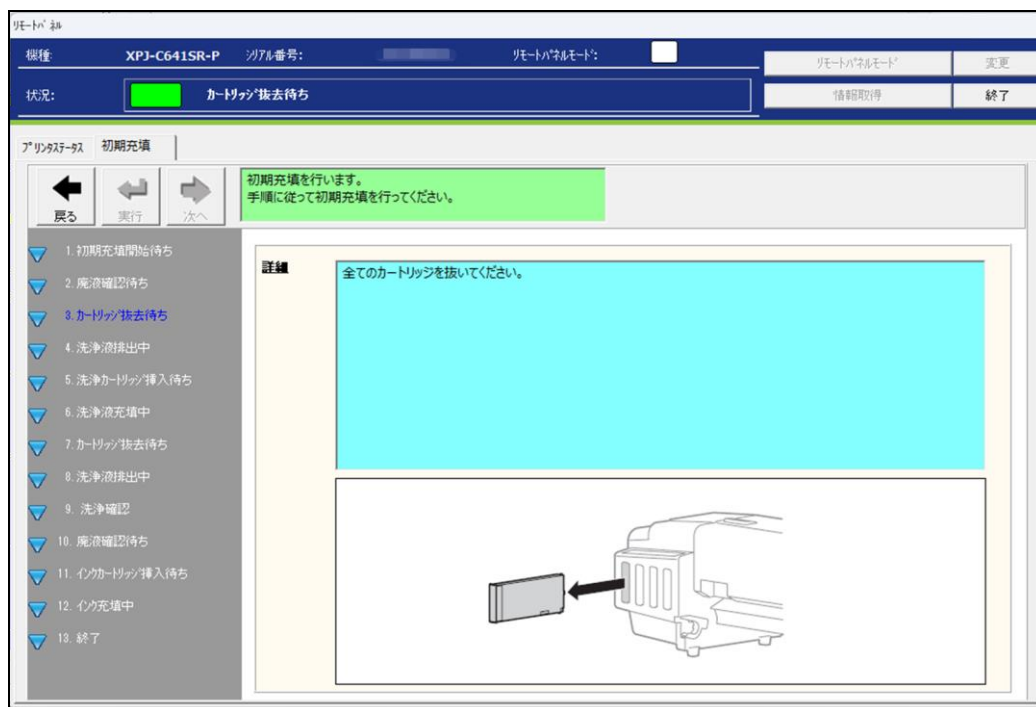 リモートパネル
機種: XPJ-C641SR-P シリアル番号: リモートパネルモード:
リモートパネルモード 変更
状況: カートリッジ抜去待ち
情報取得 終了
プリンタステータス 初期充填
戻る 実行 次へ
初期充填を行います。
手順に従って初期充填を行ってください。
1. 初期充填開始待ち
2. 廃液確認待ち
3. カートリッジ抜去待ち
4. 洗浄液排出中
5. 洗浄カートリッジ挿入待ち
6. 洗浄液充填中
7. カートリッジ抜去待ち
8. 洗浄液排出中
9. 洗浄確認
10. 廃液確認待ち
11. インクカートリッジ挿入待ち
12. インク充填中
13. 終了
詳細
全てのカートリッジを抜いてください。